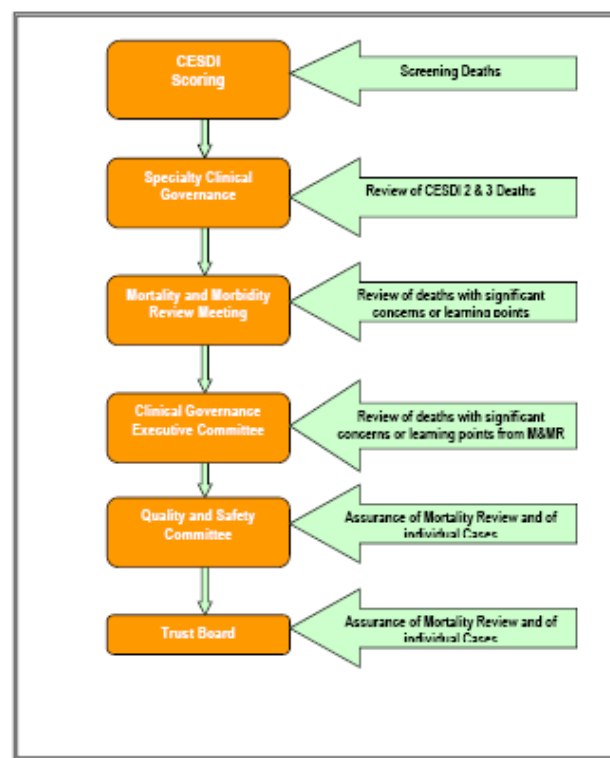 CESDI
Scoring
Screening Deaths
Specialty Clinical
Governance
Review of CESDI 2 & 3 Deaths
Mortality and Morbidity
Review Meeting
Review of deaths with significant
concerns or learning points
Clinical Governance
Executive Committee
Review of deaths with significant
concerns or learning points from M&MR
Quality and Safety
Committee
Assurance of Mortality Review and of
individual Cases
Trust Board
Assurance of Mortality Review and of
individual Cases